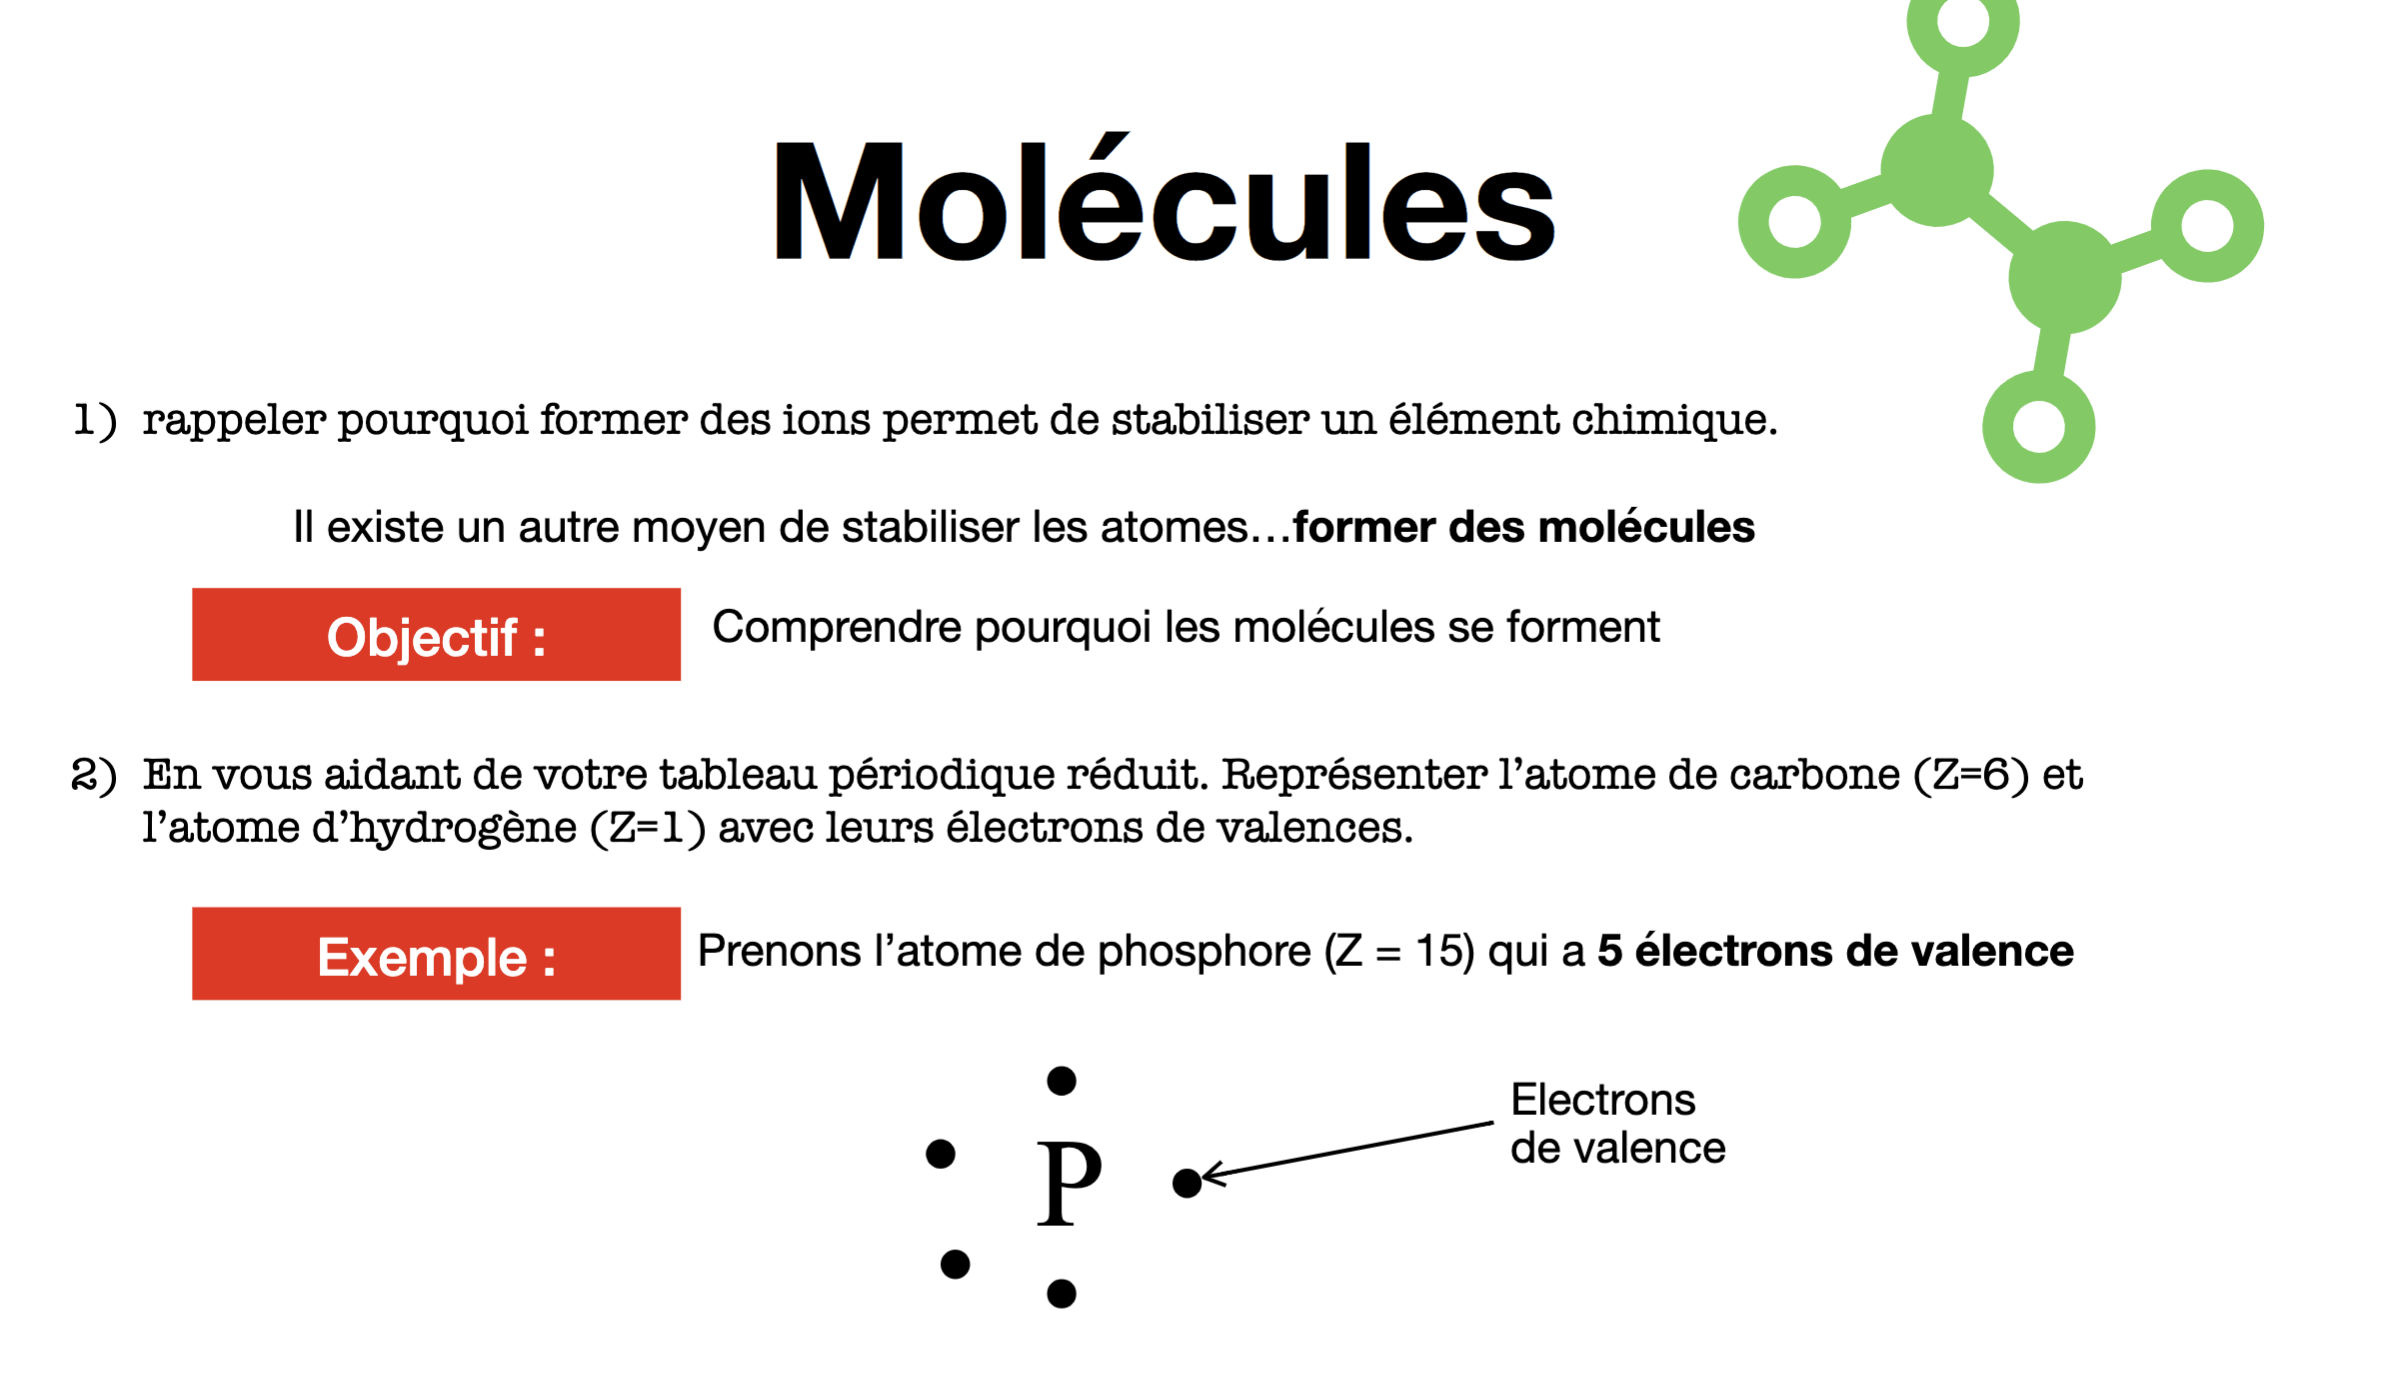 Molécules
1) rappeler pourquoi former des ions permet de stabiliser un élément chimique.
Il existe un autre moyen de stabiliser les atomes…former des molécules
Objectif :
Comprendre pourquoi les molécules se forment
2) En vous aidant de votre tableau périodique réduit. Représenter l’atome de carbone (Z=6) et
l’atome d’hydrogène (Z=1) avec leurs électrons de valences.
Exemple :
Prenons l’atome de phosphore (Z = 15) qui a 5 électrons de valence
Electrons
de valence
P